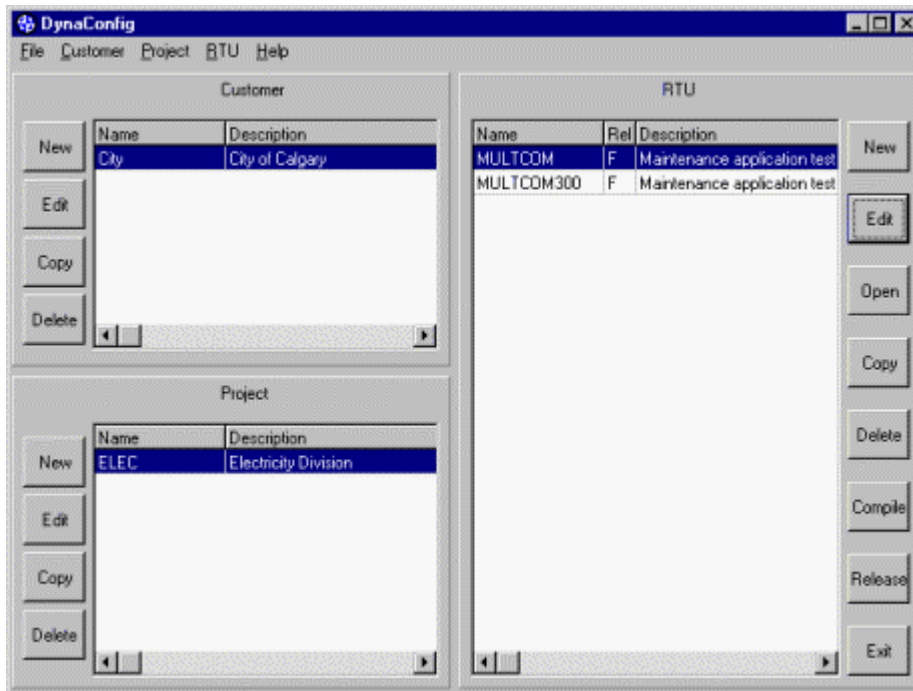 DynaConfig
File Customer Project RTU Help
Customer
New
Edit
Copy
Delete
Name Description
City City of Calgary
Project
New
Edit
Copy
Delete
Name Description
ELEC Electricity Division
RTU
Name Rel Description
MULTCOM F Maintenance application test
MULTCOM300 F Maintenance application test
New
Edit
Open
Copy
Delete
Compile
Release
Exit